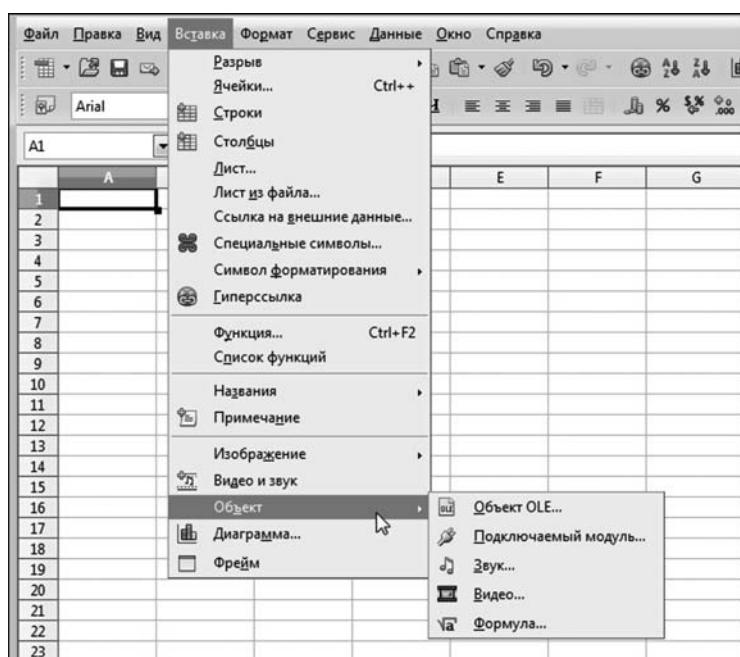 Файл Правка Вид Вставка Формат Сервис Данные Окно Справка
Arial
A1
A E F G
Разрыв
Ячейки... Ctrl++
Строки
Столбцы
Лист...
Лист из файла...
Ссылка на внешние данные...
Специальные символы...
Символ форматирования
Гиперссылка
Функция... Ctrl+F2
Список функций
Названия
Примечание
Изображение
Видео и звук
Объект
Диаграмма...
Фрейм
Объект OLE...
Подключаемый модуль...
Звук...
Видео...
Формула...
1
2
3
4
5
6
7
8
9
10
11
12
13
14
15
16
17
18
19
20
21
22
23